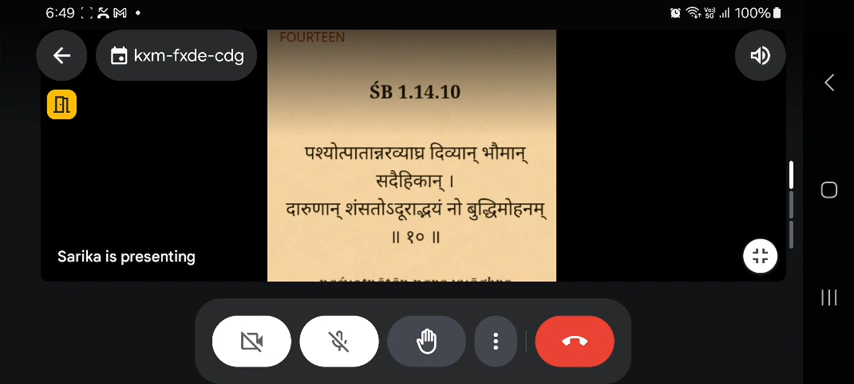 6:49
100%
kxm-fxde-cdg
FOURTEEN
ŚB 1.14.10
पश्योत्पातान्नरव्याघ्र दिव्यान् भौमान्
सदैहिकान् ।
दारुणान् शंसतोऽदूराद्भयं नो बुद्धिमोहनम्
॥ १० ॥
Sarika is presenting